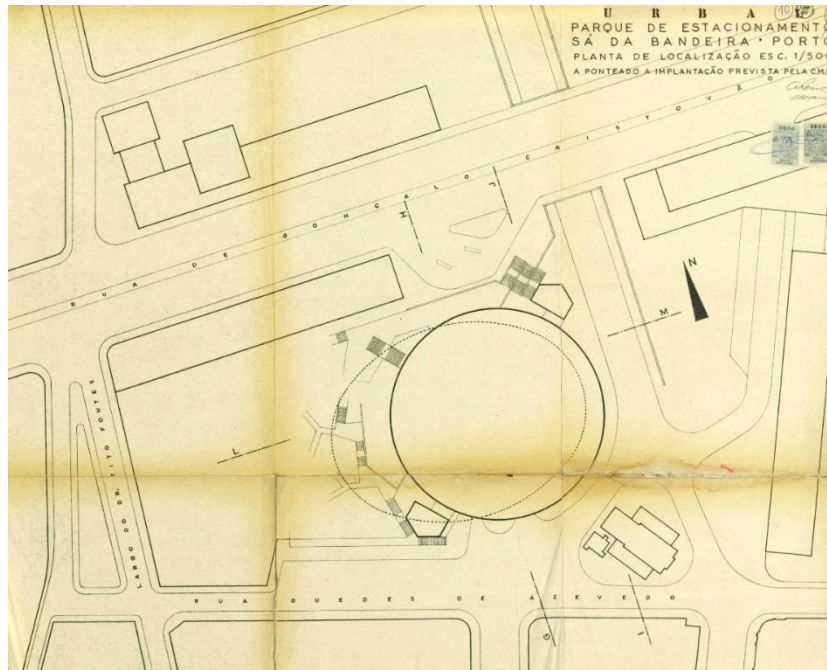 U R B A L
PARQUE DE ESTACIONAMENTO
SÁ DA BANDEIRA · PORTO
PLANTA DE LOCALIZAÇÃO ESC. 1/500
A PONTEADO A IMPLANTAÇÃO PREVISTA PELA C.M.
RUA DE GONÇALO CRISTOVÃO
H
J
N
M
LARGO DO DR. TITO FONTES
L
RUA GUEDES DE AZEVEDO
G
I